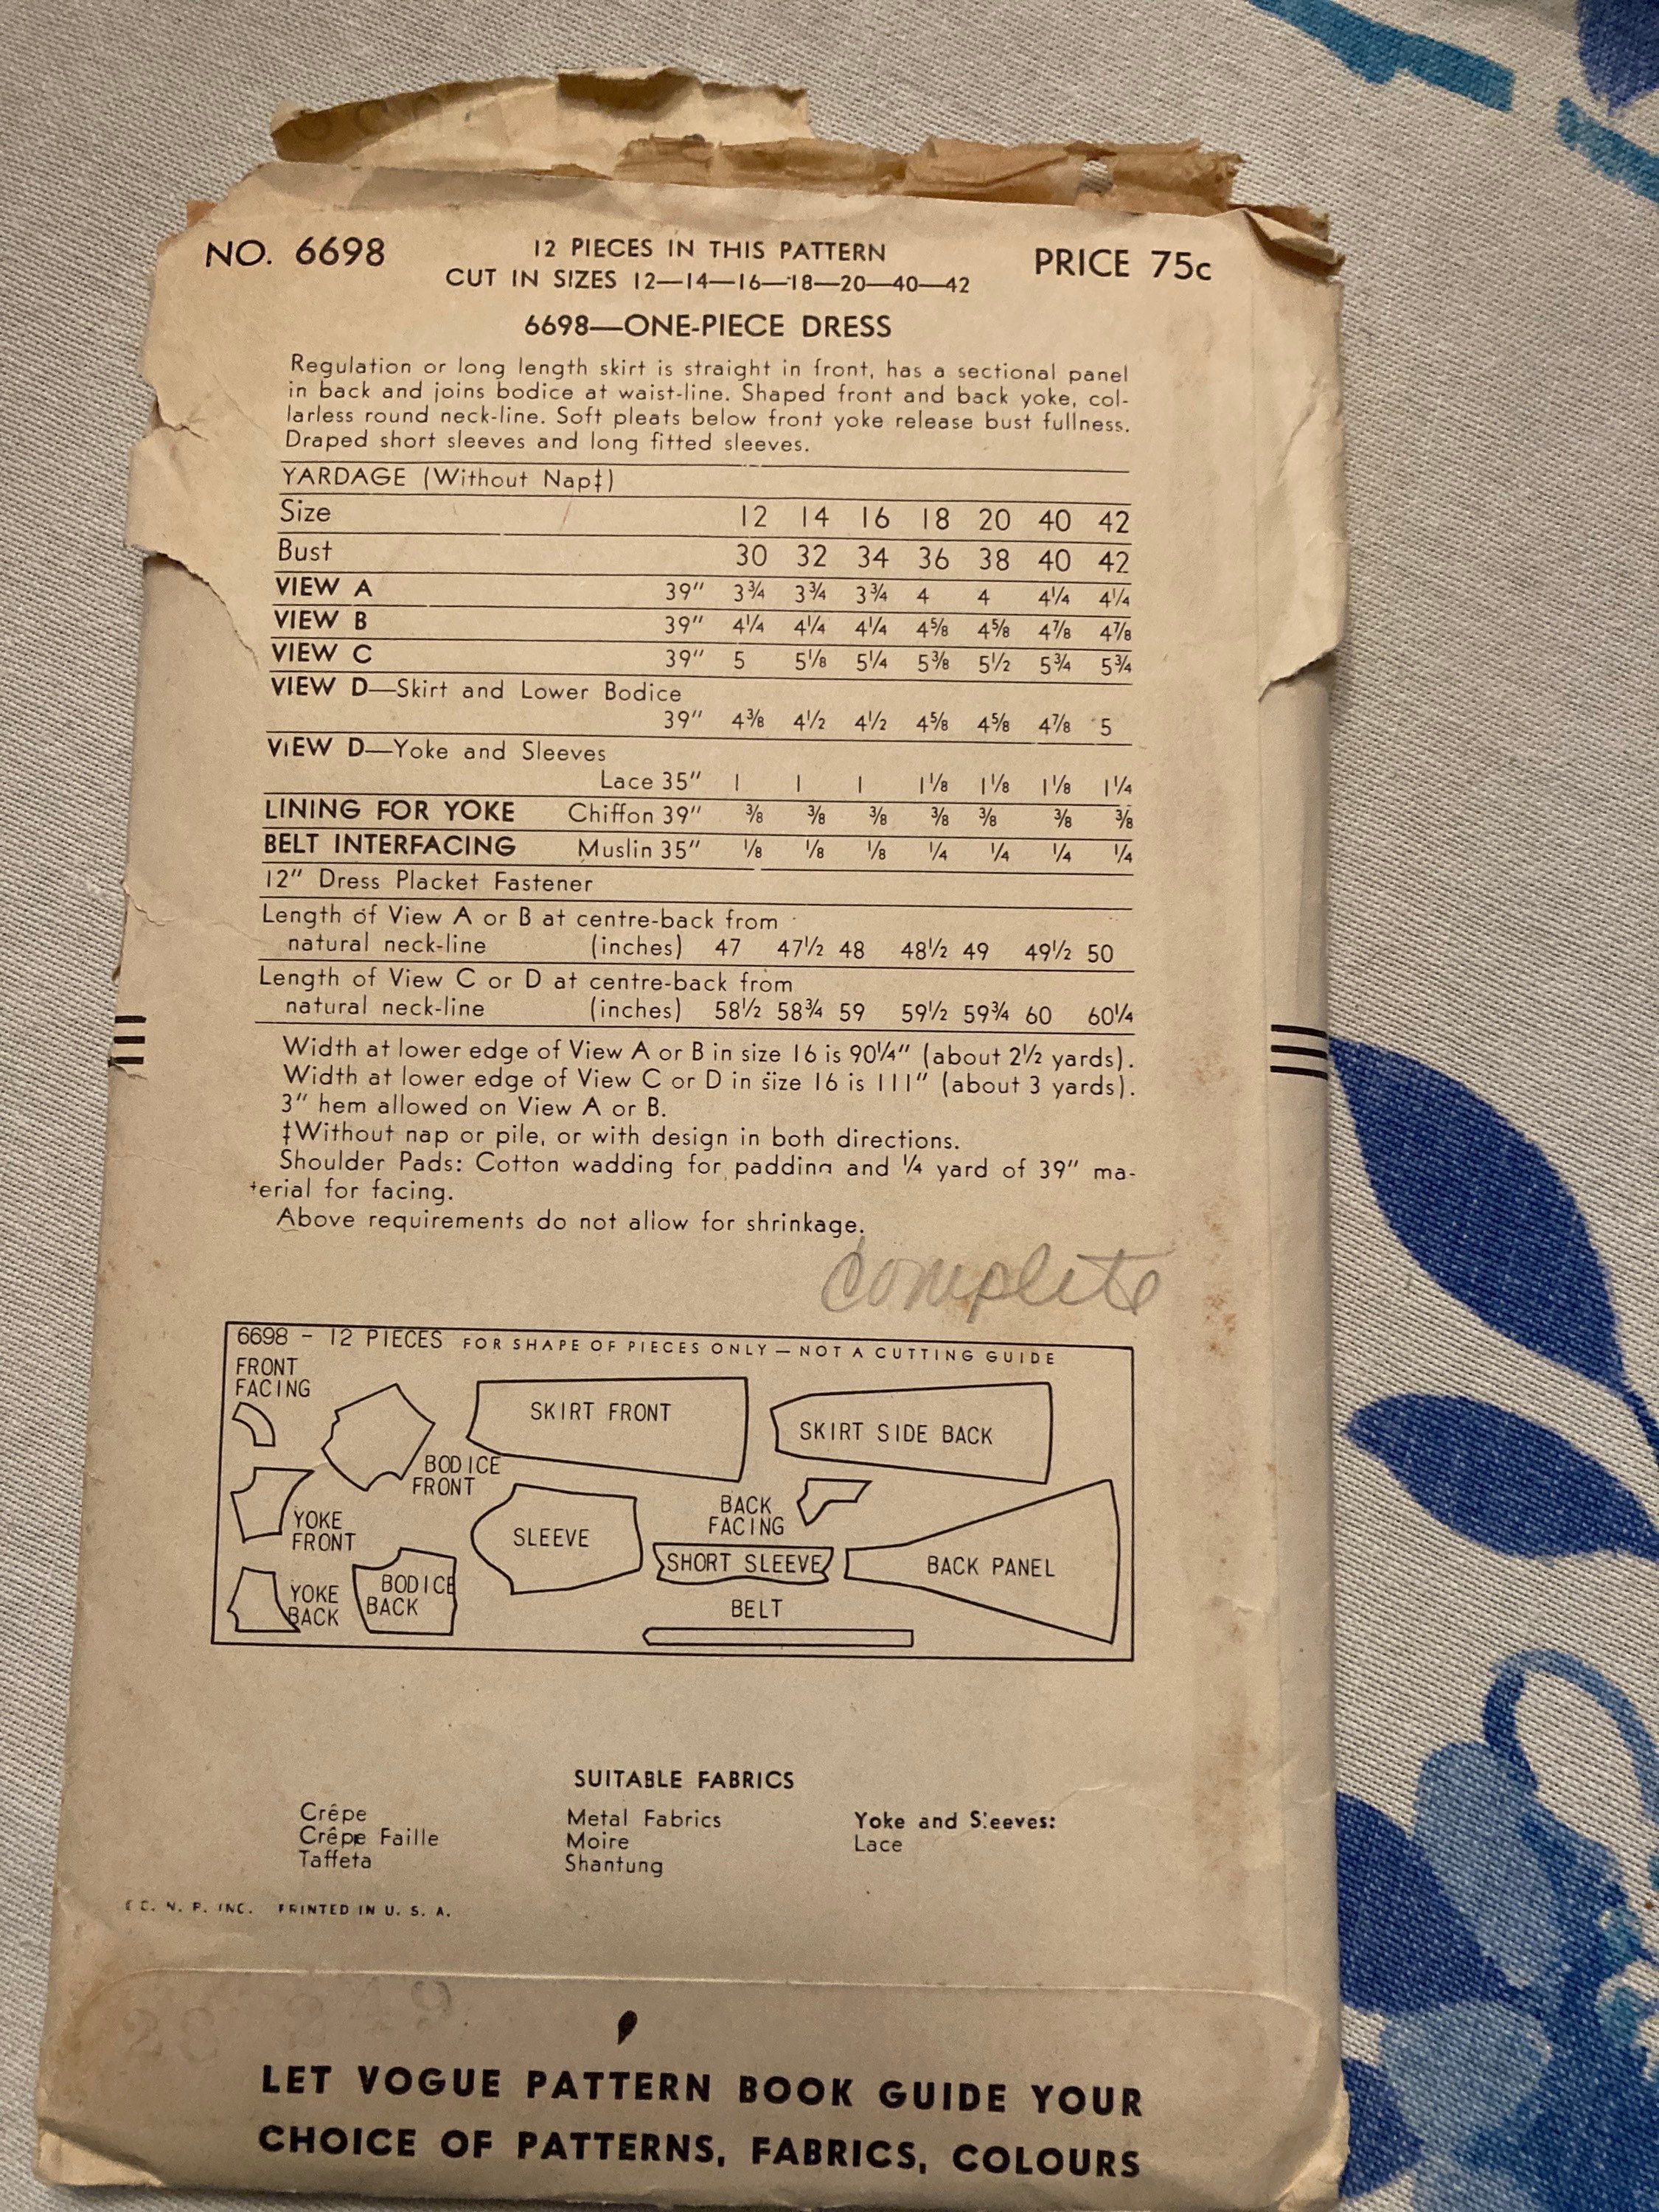 NO. 6698
12 PIECES IN THIS PATTERN
PRICE 75c
CUT IN SIZES 12—14—16—18—20—40—42
6698—ONE-PIECE DRESS
Regulation or long length skirt is straight in front, has a sectional panel
in back and joins bodice at waist-line. Shaped front and back yoke, col-
larless round neck-line. Soft pleats below front yoke release bust fullness.
Draped short sleeves and long fitted sleeves.
YARDAGE (Without Nap‡)
Size 12 14 16 18 20 40 42
Bust 30 32 34 36 38 40 42
VIEW A 39" 3¾ 3¾ 3¾ 4 4 4¼ 4¼
VIEW B 39" 4¼ 4¼ 4¼ 4⅝ 4⅝ 4⅞ 4⅞
VIEW C 39" 5 5⅛ 5¼ 5⅜ 5½ 5¾ 5¾
VIEW D—Skirt and Lower Bodice
39" 4⅜ 4½ 4½ 4⅝ 4⅝ 4⅞ 5
VIEW D—Yoke and Sleeves
Lace 35" 1 1 1 1⅛ 1⅛ 1⅛ 1¼
LINING FOR YOKE Chiffon 39" ⅜ ⅜ ⅜ ⅜ ⅜ ⅜ ⅜
BELT INTERFACING Muslin 35" ⅛ ⅛ ⅛ ¼ ¼ ¼ ¼
12" Dress Placket Fastener
Length of View A or B at centre-back from
natural neck-line (inches) 47 47½ 48 48½ 49 49½ 50
Length of View C or D at centre-back from
natural neck-line (inches) 58½ 58¾ 59 59½ 59¾ 60 60¼
Width at lower edge of View A or B in size 16 is 90¼" (about 2½ yards).
Width at lower edge of View C or D in size 16 is 111" (about 3 yards).
3" hem allowed on View A or B.
‡Without nap or pile, or with design in both directions.
Shoulder Pads: Cotton wadding for padding and ¼ yard of 39" ma-
terial for facing.
Above requirements do not allow for shrinkage.
complete
6698 - 12 PIECES FOR SHAPE OF PIECES ONLY — NOT A CUTTING GUIDE
FRONT
FACING
SKIRT FRONT
SKIRT SIDE BACK
BODICE
FRONT
YOKE
FRONT
SLEEVE
BACK
FACING
SHORT SLEEVE
BACK PANEL
YOKE
BACK
BODICE
BACK
BELT
SUITABLE FABRICS
Crêpe
Crêpe Faille
Taffeta
Metal Fabrics
Moire
Shantung
Yoke and Sleeves:
Lace
C. N. P. INC. PRINTED IN U. S. A.
LET VOGUE PATTERN BOOK GUIDE YOUR
CHOICE OF PATTERNS, FABRICS, COLOURS